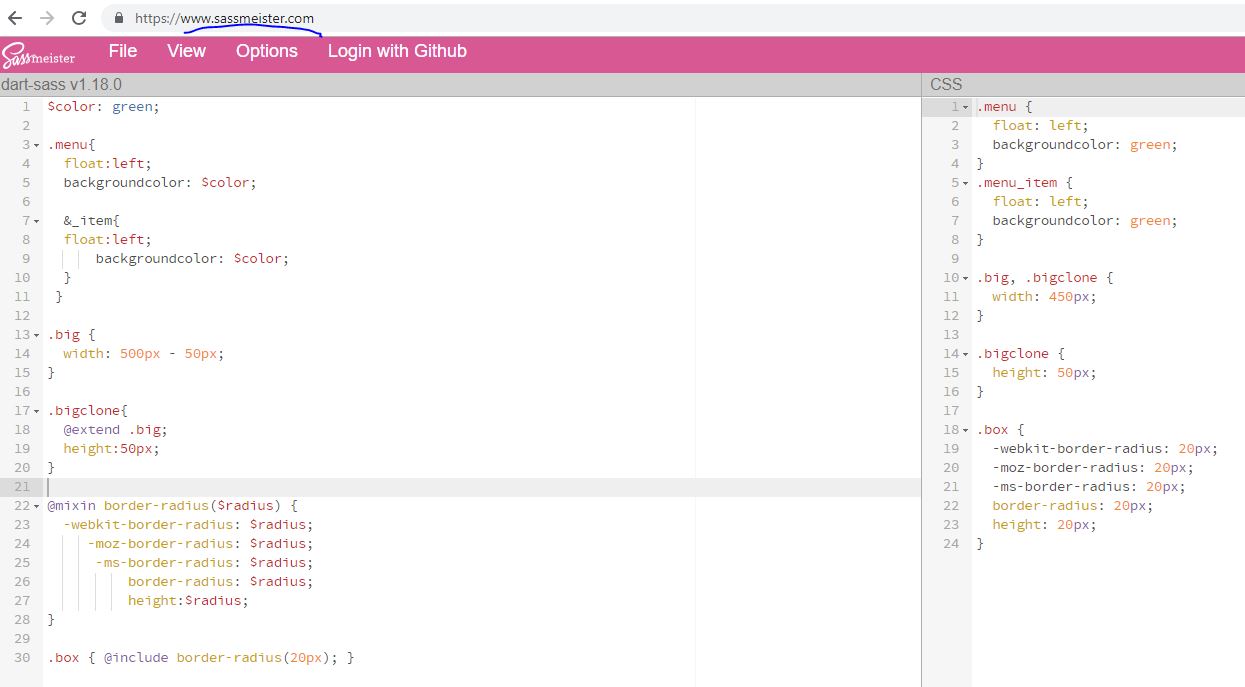 https://www.sassmeister.com
Sassmeister File View Options Login with Github
dart-sass v1.18.0
1 $color: green;
2
3 .menu{
4 float:left;
5 backgroundcolor: $color;
6
7 &_item{
8 float:left;
9 backgroundcolor: $color;
10 }
11 }
12
13 .big {
14 width: 500px - 50px;
15 }
16
17 .bigclone{
18 @extend .big;
19 height:50px;
20 }
21
22 @mixin border-radius($radius) {
23 -webkit-border-radius: $radius;
24 -moz-border-radius: $radius;
25 -ms-border-radius: $radius;
26 border-radius: $radius;
27 height:$radius;
28 }
29
30 .box { @include border-radius(20px); }
CSS
1 .menu {
2 float: left;
3 backgroundcolor: green;
4 }
5 .menu_item {
6 float: left;
7 backgroundcolor: green;
8 }
9
10 .big, .bigclone {
11 width: 450px;
12 }
13
14 .bigclone {
15 height: 50px;
16 }
17
18 .box {
19 -webkit-border-radius: 20px;
20 -moz-border-radius: 20px;
21 -ms-border-radius: 20px;
22 border-radius: 20px;
23 height: 20px;
24 }